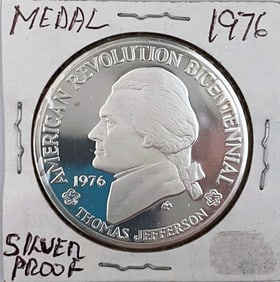 MEDAL 1976
AMERICAN REVOLUTION BICENTENNIAL
1976
THOMAS JEFFERSON
SILVER
PROOF